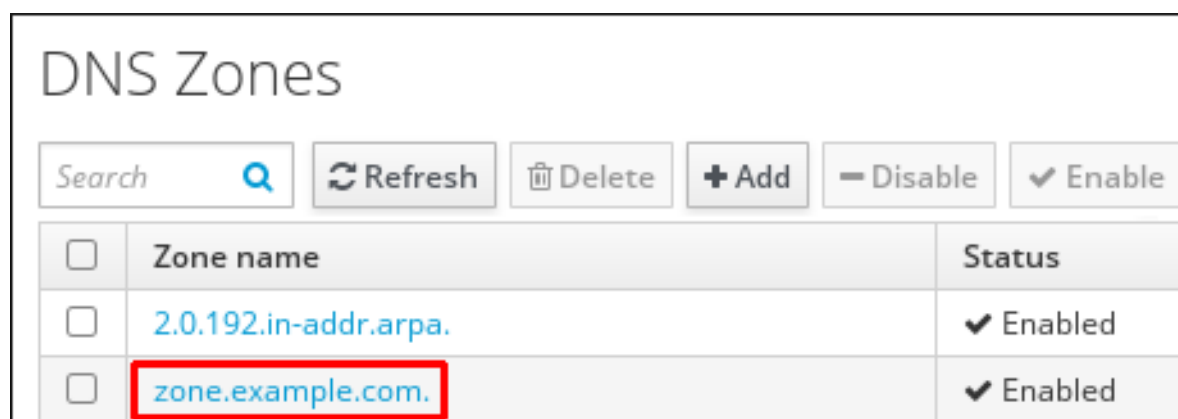 DNS Zones
Search Refresh Delete Add Disable Enable
Zone name Status
2.0.192.in-addr.arpa. Enabled
zone.example.com. Enabled